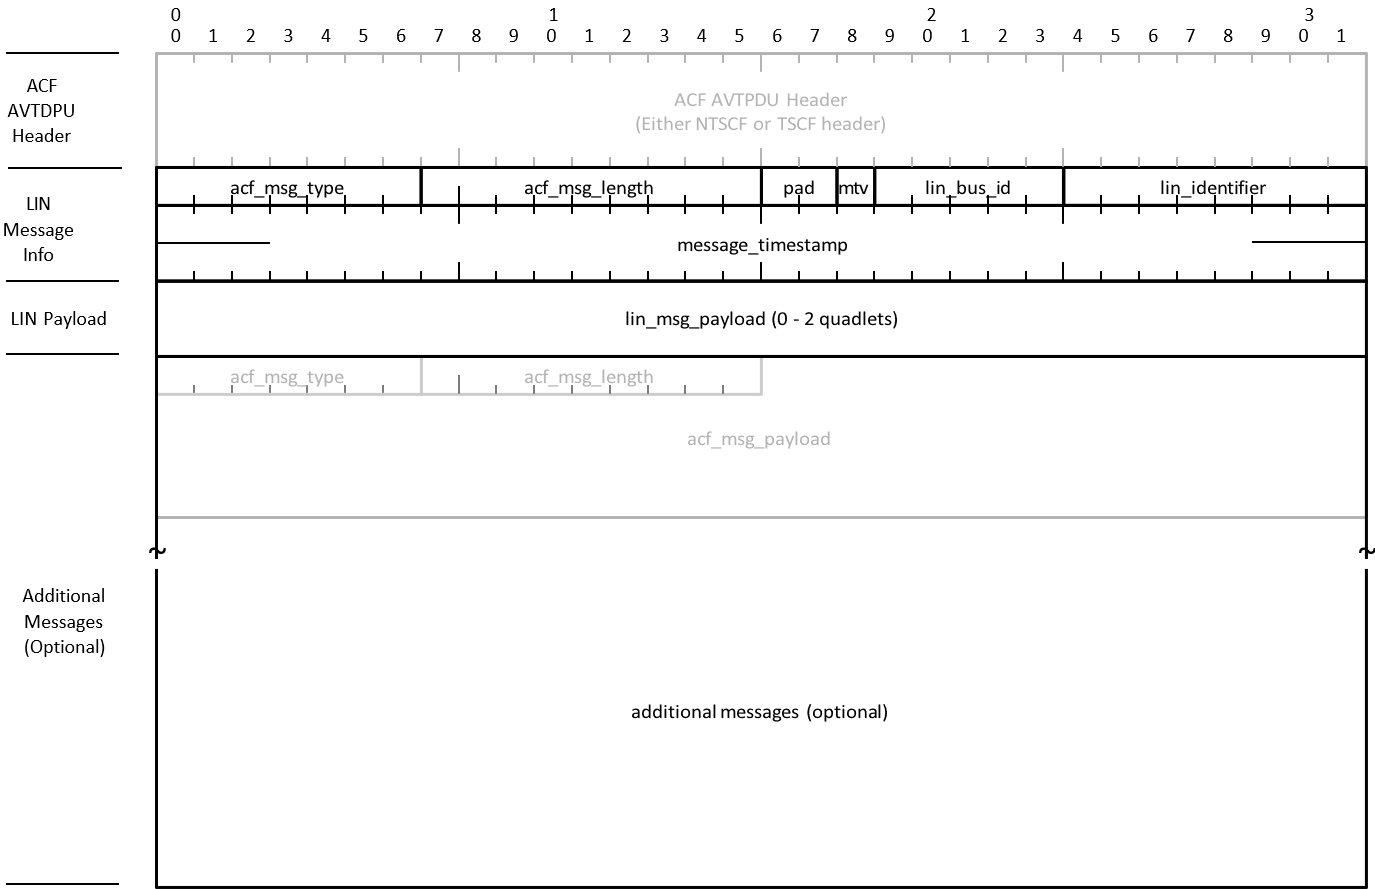 0 1 2 3
0 1 2 3 4 5 6 7 8 9 0 1 2 3 4 5 6 7 8 9 0 1 2 3 4 5 6 7 8 9 0 1
ACF
AVTDPU
Header
ACF AVTPDU Header
(Either NTSCF or TSCF header)
LIN
Message
Info
acf_msg_type acf_msg_length pad mtv lin_bus_id lin_identifier
message_timestamp
LIN Payload
lin_msg_payload (0 - 2 quadlets)
acf_msg_type acf_msg_length
acf_msg_payload
~ ~
Additional
Messages
(Optional)
additional messages (optional)